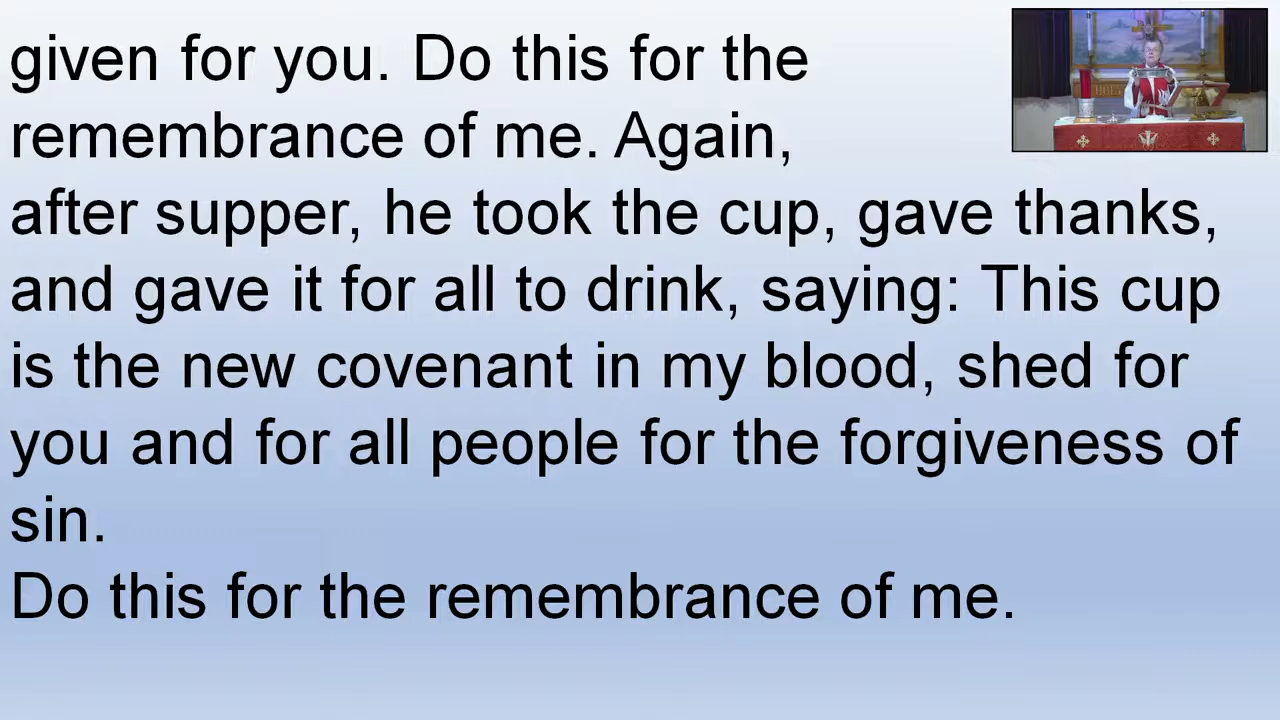 given for you. Do this for the
remembrance of me. Again,
after supper, he took the cup, gave thanks,
and gave it for all to drink, saying: This cup
is the new covenant in my blood, shed for
you and for all people for the forgiveness of
sin.
Do this for the remembrance of me.